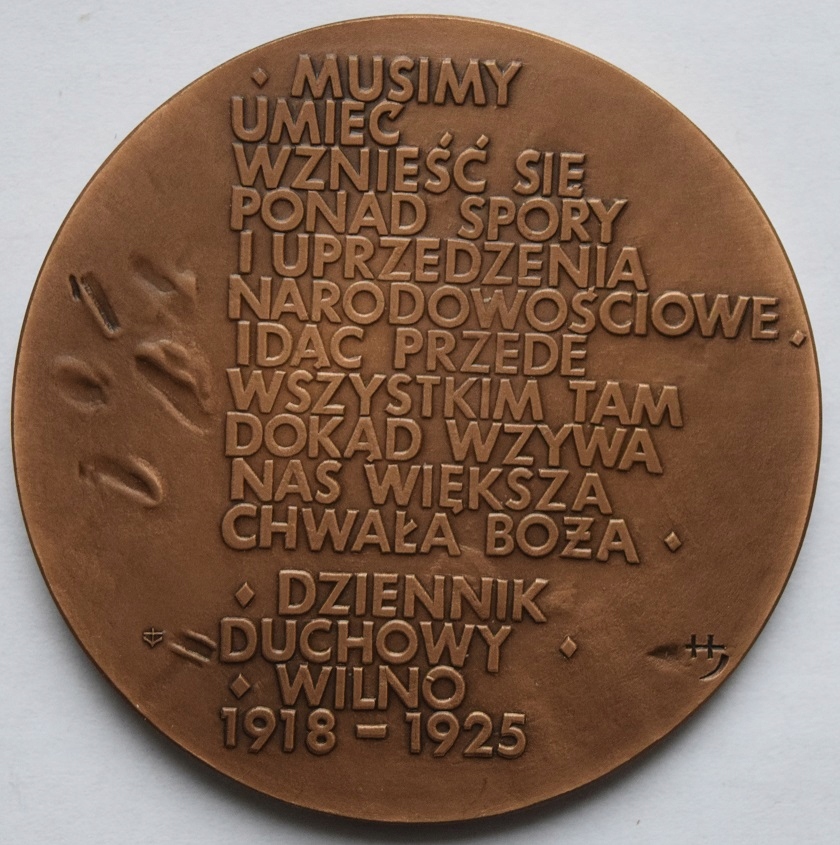 MUSIMY
UMIEĆ
WZNIEŚĆ SIĘ
PONAD SPORY
I UPRZEDZENIA
NARODOWOŚCIOWE
IDĄC PRZEDE
WSZYSTKIM TAM
DOKĄD WZYWA
NAS WIĘKSZA
CHWAŁA BOŻA
DZIENNIK
DUCHOWY
WILNO
1918 – 1925